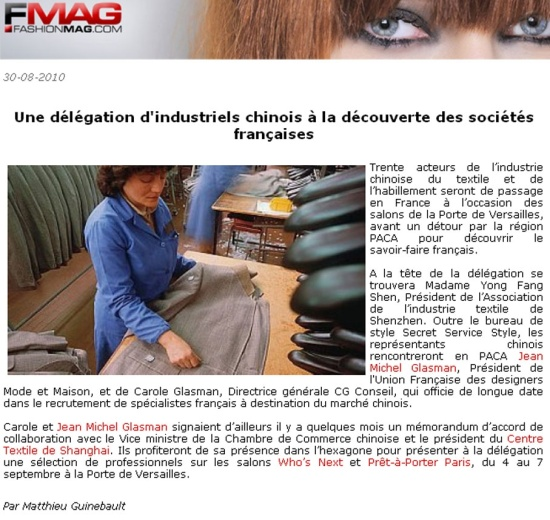 FMAG
FASHIONMAG.COM
30-08-2010
Une délégation d'industriels chinois à la découverte des sociétés
françaises
Trente acteurs de l'industrie
chinoise du textile et de
l'habillement seront de passage
en France à l'occasion des
salons de la Porte de Versailles,
avant un détour par la région
PACA pour découvrir le
savoir-faire français.
A la tête de la délégation se
trouvera Madame Yong Fang
Shen, Président de l'Association
de l'industrie textile de
Shenzhen. Outre le bureau de
style Secret Service Style, les
représentants chinois
rencontreront en PACA Jean
Michel Glasman, Président de
l'Union Française des designers
Mode et Maison, et de Carole Glasman, Directrice générale CG Conseil, qui officie de longue date
dans le recrutement de spécialistes français à destination du marché chinois.
Carole et Jean Michel Glasman signaient d'ailleurs il y a quelques mois un mémorandum d'accord de
collaboration avec le Vice ministre de la Chambre de Commerce chinoise et le président du Centre
Textile de Shanghai. Ils profiteront de sa présence dans l'hexagone pour présenter à la délégation
une sélection de professionnels sur les salons Who's Next et Prêt-à-Porter Paris, du 4 au 7
septembre à la Porte de Versailles.
Par Matthieu Guinebault